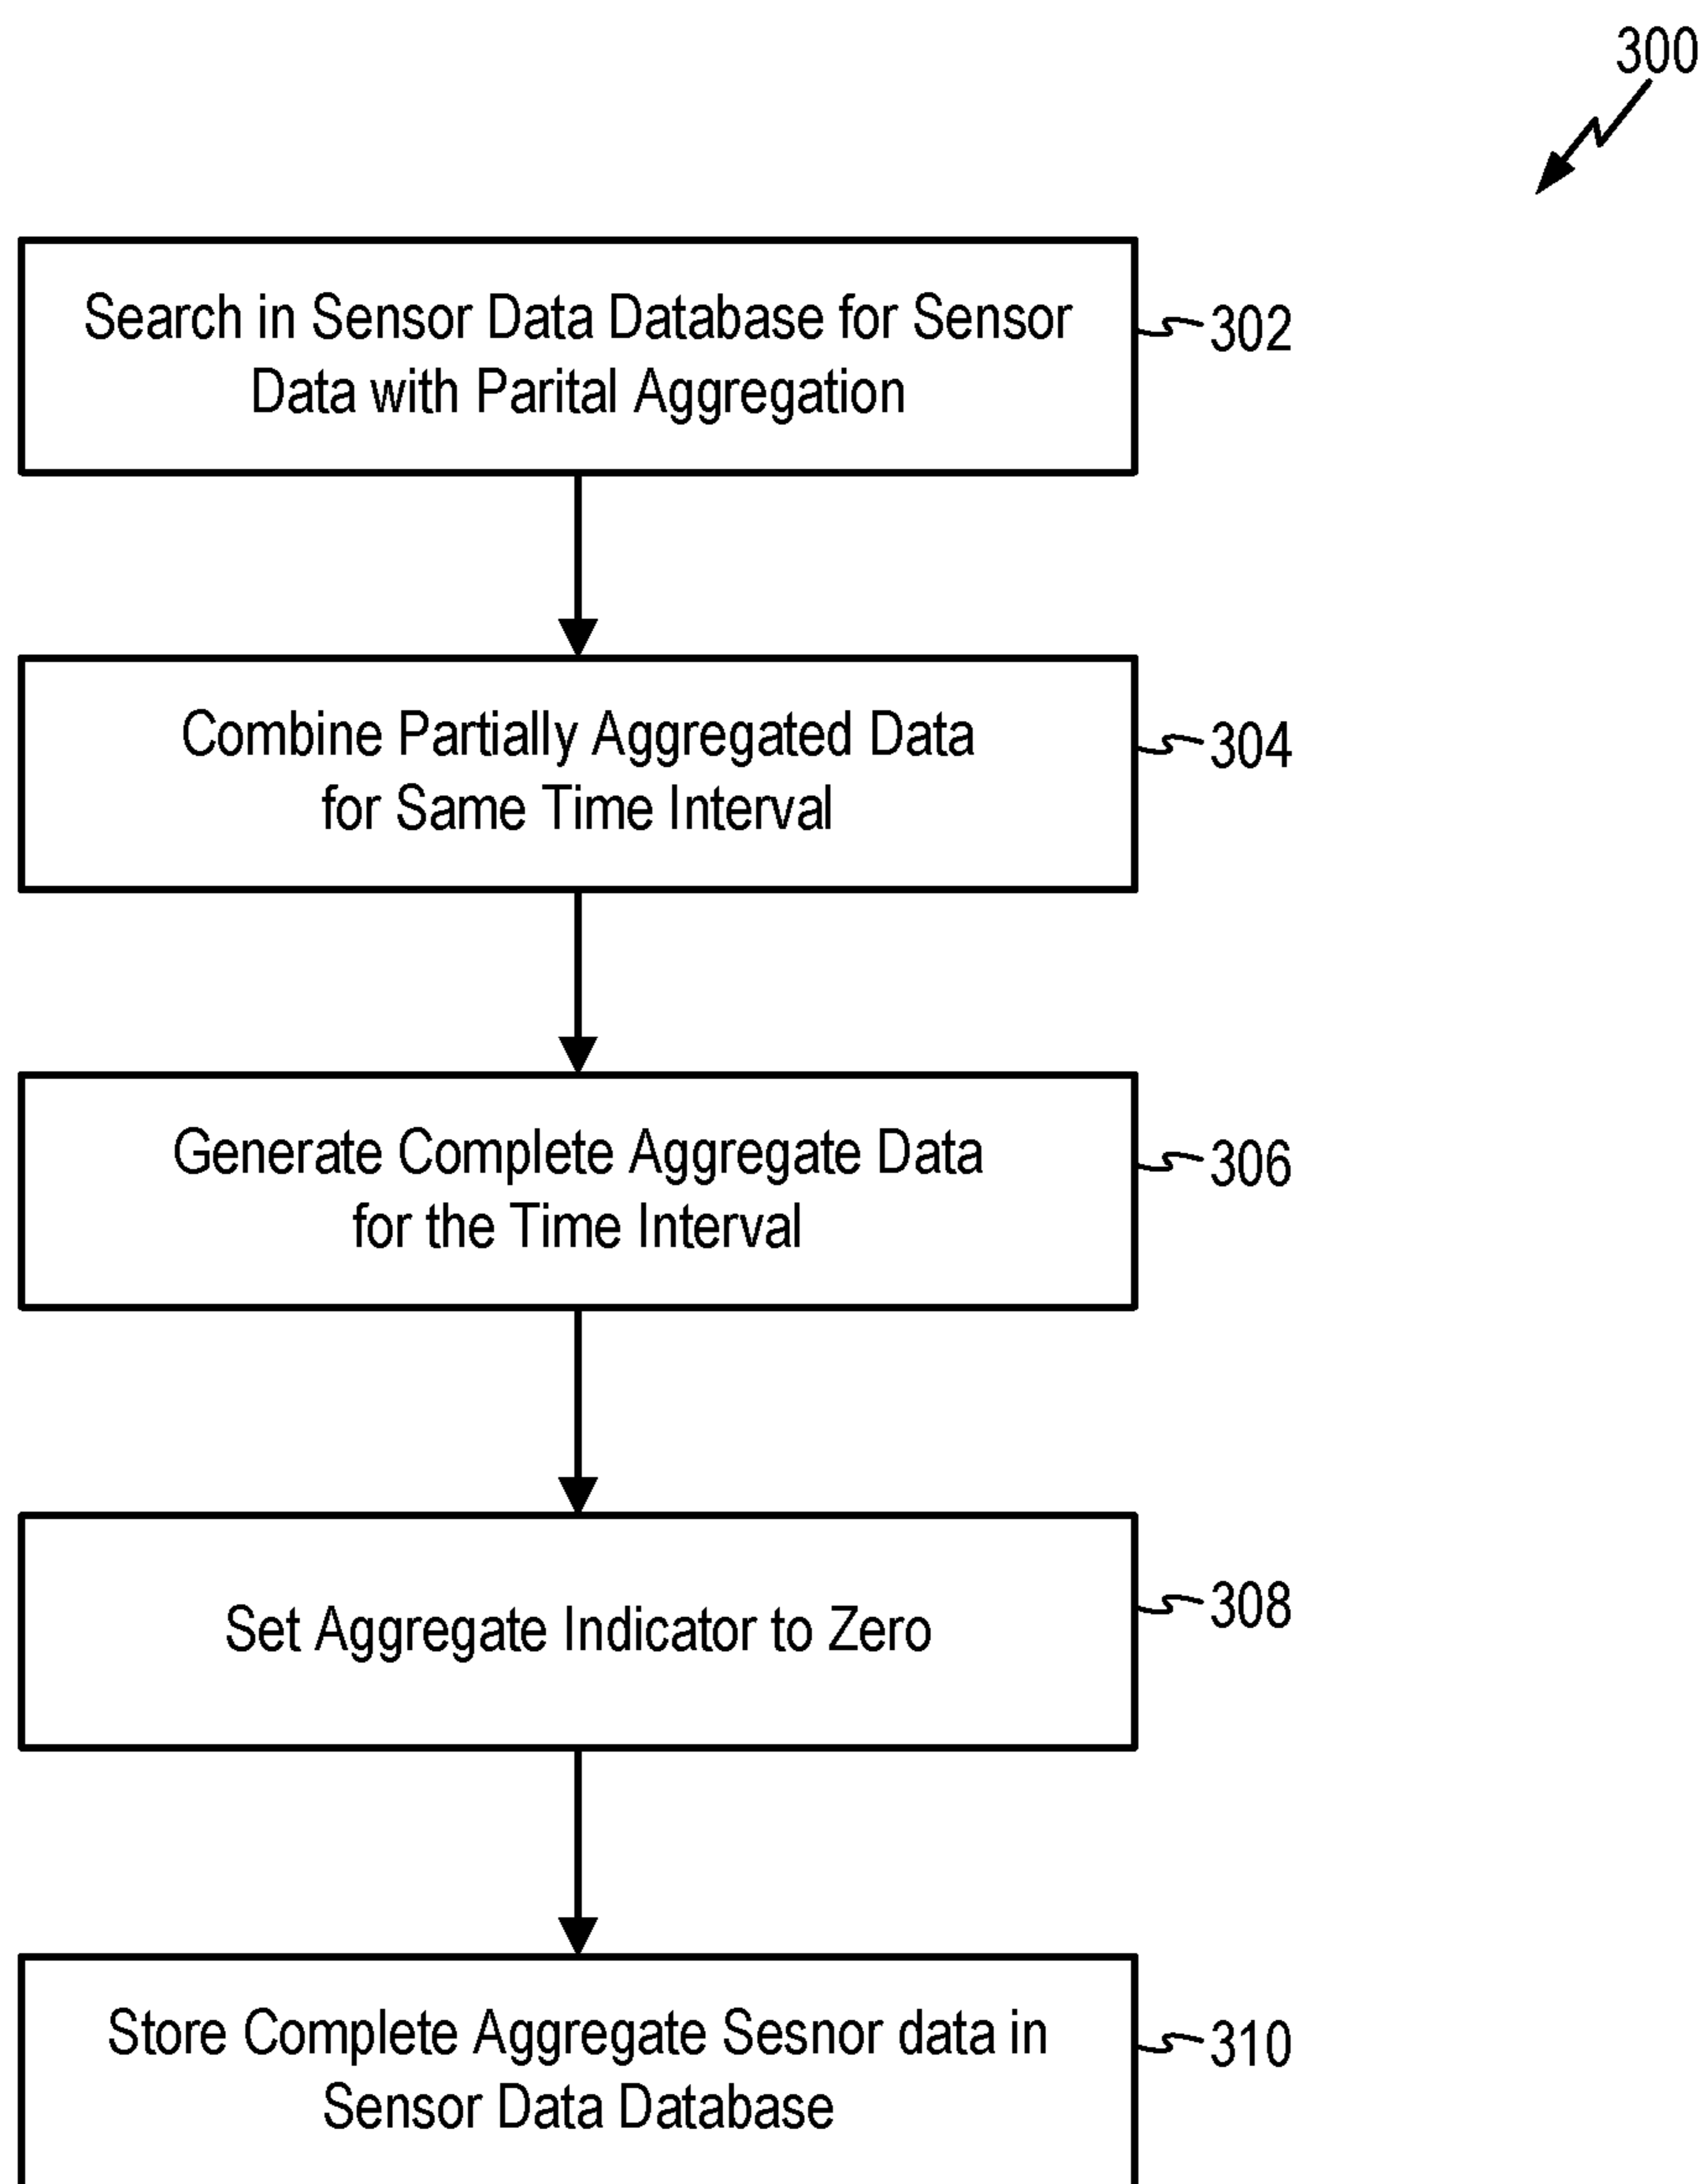 300
Search in Sensor Data Database for Sensor
Data with Parital Aggregation
302
Combine Partially Aggregated Data
for Same Time Interval
304
Generate Complete Aggregate Data
for the Time Interval
306
Set Aggregate Indicator to Zero
308
Store Complete Aggregate Sesnor data in
Sensor Data Database
310